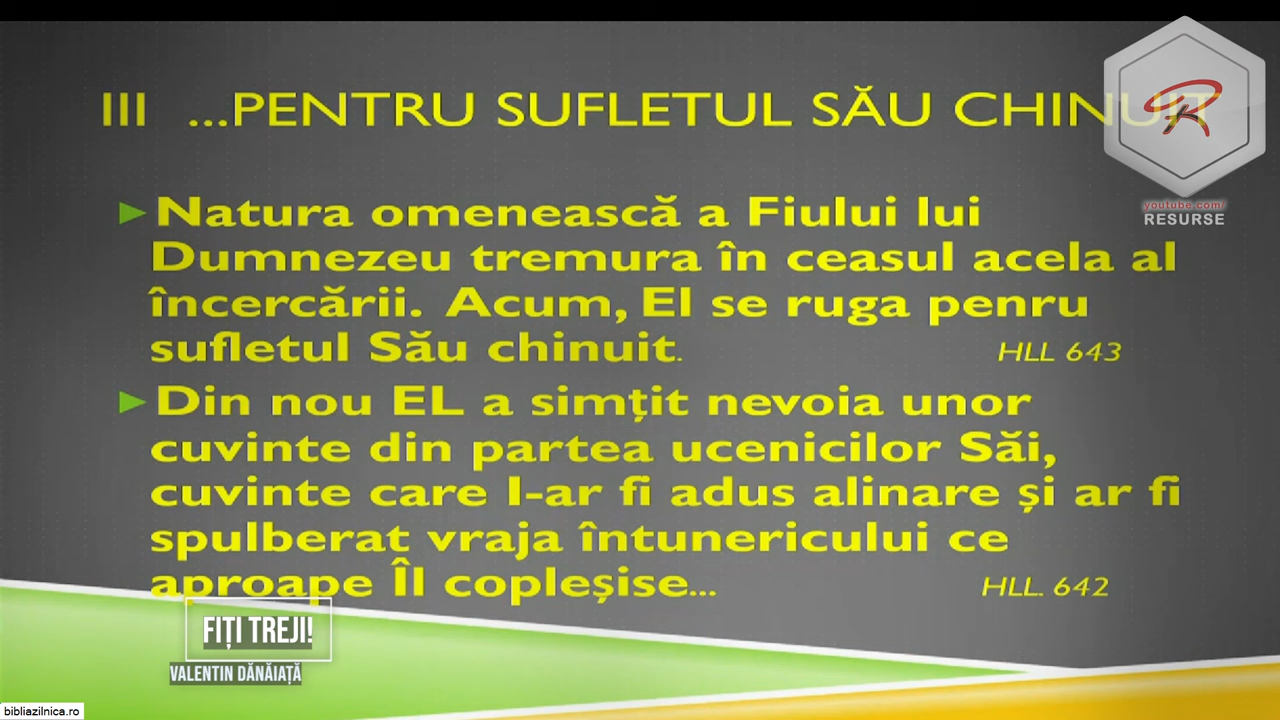 III ...PENTRU SUFLETUL SĂU CHINUIT
Natura omenească a Fiului lui
Dumnezeu tremura în ceasul acela al
încercării. Acum, El se ruga penru
sufletul Său chinuit. HLL 643
Din nou EL a simțit nevoia unor
cuvinte din partea ucenicilor Săi,
cuvinte care I-ar fi adus alinare și ar fi
spulberat vraja întunericului ce
aproape Îl copleșise... HLL. 642
R
youtube.com/
RESURSE
FIȚI TREJI!
VALENTIN DĂNĂIAȚĂ
bibliazilnica.ro